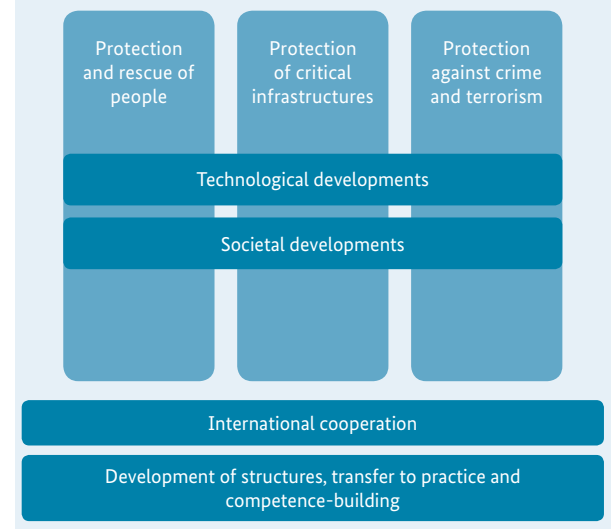 Protection
and rescue of
people
Protection
of critical
infrastructures
Protection
against crime
and terrorism
Technological developments
Societal developments
International cooperation
Development of structures, transfer to practice and
competence-building